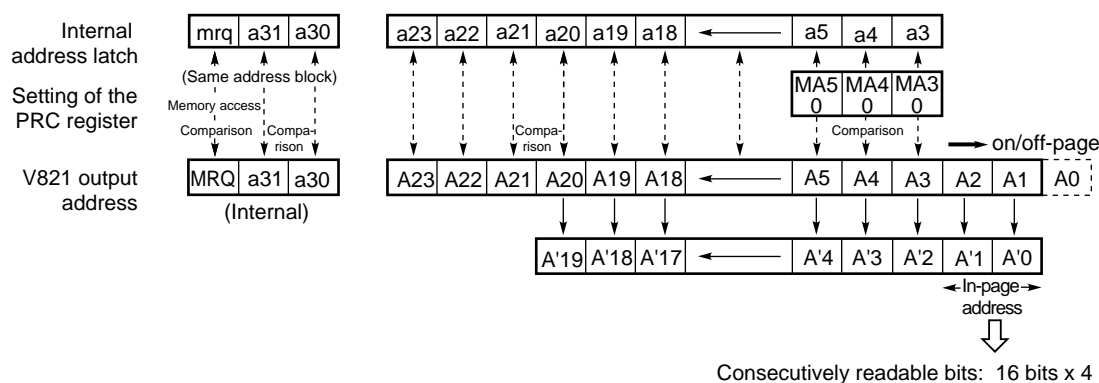 Internal
address latch
mrq a31 a30
a23 a22 a21 a20 a19 a18 a5 a4 a3
(Same address block)
Setting of the
PRC register
MA5 MA4 MA3
0 0 0
Memory access
Comparison
Compa-
rison
Compa-
rison
Comparison
on/off-page
V821 output
address
MRQ a31 a30
A23 A22 A21 A20 A19 A18 A5 A4 A3 A2 A1 A0
(Internal)
A'19 A'18 A'17 A'4 A'3 A'2 A'1 A'0
In-page
address
Consecutively readable bits: 16 bits x 4